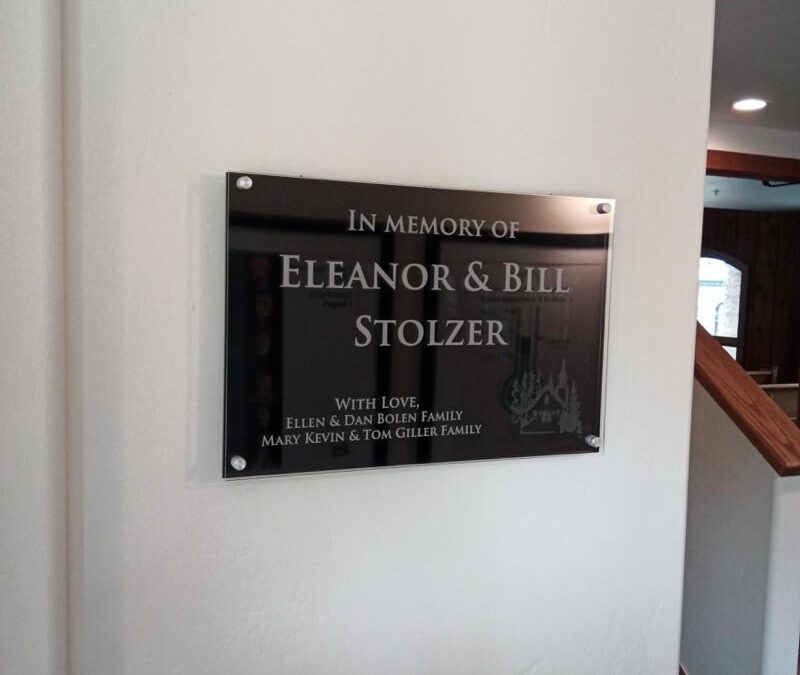 IN MEMORY OF
ELEANOR & BILL
STOLZER
WITH LOVE,
ELLEN & DAN BOLEN FAMILY
MARY KEVIN & TOM GILLER FAMILY